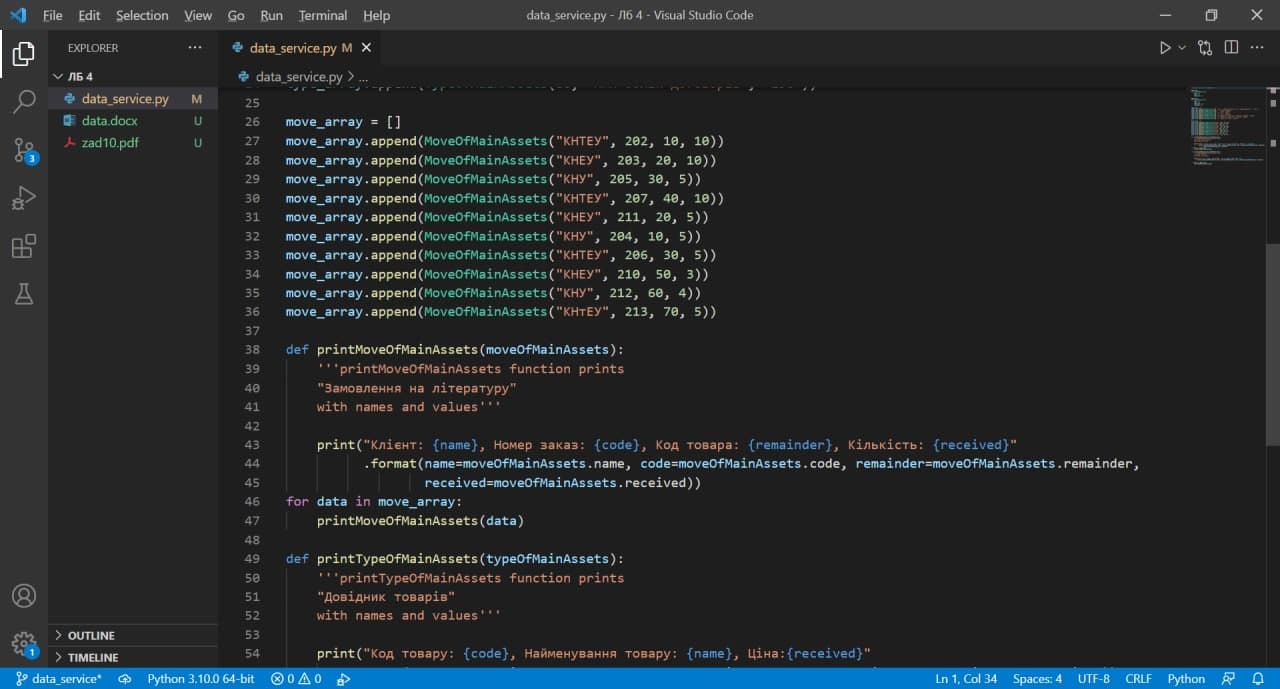 File Edit Selection View Go Run Terminal Help data_service.py - Лб 4 - Visual Studio Code
EXPLORER ...
ЛБ 4
data_service.py M
data.docx U
zad10.pdf U
OUTLINE
TIMELINE
3
1
data_service.py M
data_service.py > ...
25
26 move_array = []
27 move_array.append(MoveOfMainAssets("КНТЕУ", 202, 10, 10))
28 move_array.append(MoveOfMainAssets("КНЕУ", 203, 20, 10))
29 move_array.append(MoveOfMainAssets("КНУ", 205, 30, 5))
30 move_array.append(MoveOfMainAssets("КНТЕУ", 207, 40, 10))
31 move_array.append(MoveOfMainAssets("КНЕУ", 211, 20, 5))
32 move_array.append(MoveOfMainAssets("КНУ", 204, 10, 5))
33 move_array.append(MoveOfMainAssets("КНТЕУ", 206, 30, 5))
34 move_array.append(MoveOfMainAssets("КНЕУ", 210, 50, 3))
35 move_array.append(MoveOfMainAssets("КНУ", 212, 60, 4))
36 move_array.append(MoveOfMainAssets("КНтЕУ", 213, 70, 5))
37
38 def printMoveOfMainAssets(moveOfMainAssets):
39 '''printMoveOfMainAssets function prints
40 "Замовлення на літературу"
41 with names and values'''
42
43 print("Клієнт: {name}, Номер заказ: {code}, Код товара: {remainder}, Кількість: {received}"
44 .format(name=moveOfMainAssets.name, code=moveOfMainAssets.code, remainder=moveOfMainAssets.remainder,
45 received=moveOfMainAssets.received))
46 for data in move_array:
47 printMoveOfMainAssets(data)
48
49 def printTypeOfMainAssets(typeOfMainAssets):
50 '''printTypeOfMainAssets function prints
51 "Довідник товарів"
52 with names and values'''
53
54 print("Код товару: {code}, Найменування товару: {name}, Ціна:{received}"
data_service* Python 3.10.0 64-bit 0 0 Ln 1, Col 34 Spaces: 4 UTF-8 CRLF Python